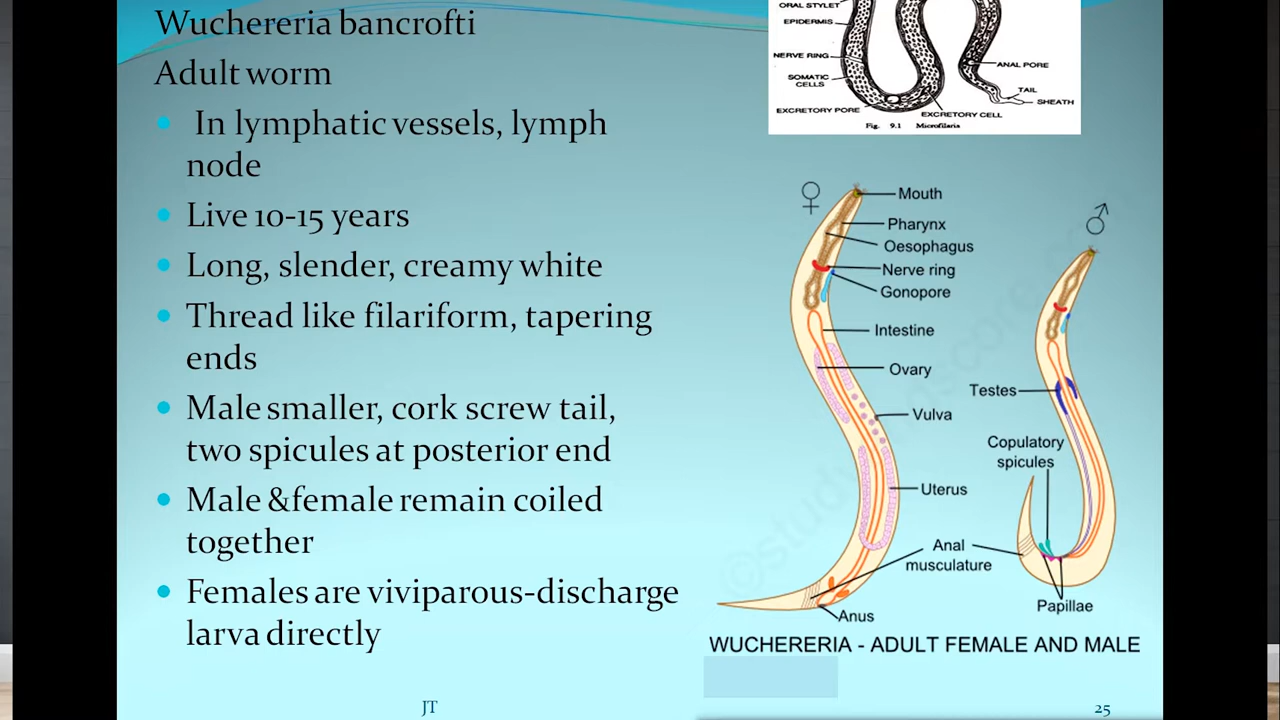 Wuchereria bancrofti
Adult worm
• In lymphatic vessels, lymph
node
• Live 10-15 years
• Long, slender, creamy white
• Thread like filariform, tapering
ends
• Male smaller, cork screw tail,
two spicules at posterior end
• Male &female remain coiled
together
• Females are viviparous-discharge
larva directly
ORAL STYLET
EPIDERMIS
NERVE RING
SOMATIC
CELLS
EXCRETORY PORE
ANAL PORE
TAIL
SHEATH
EXCRETORY CELL
Fig. 9.1 Microfilaria
♀
Mouth
Pharynx
Oesophagus
Nerve ring
Gonopore
Intestine
Ovary
Vulva
Uterus
Anal
musculature
Anus
♂
Testes
Copulatory
spicules
Papillae
WUCHERERIA - ADULT FEMALE AND MALE
JT
25